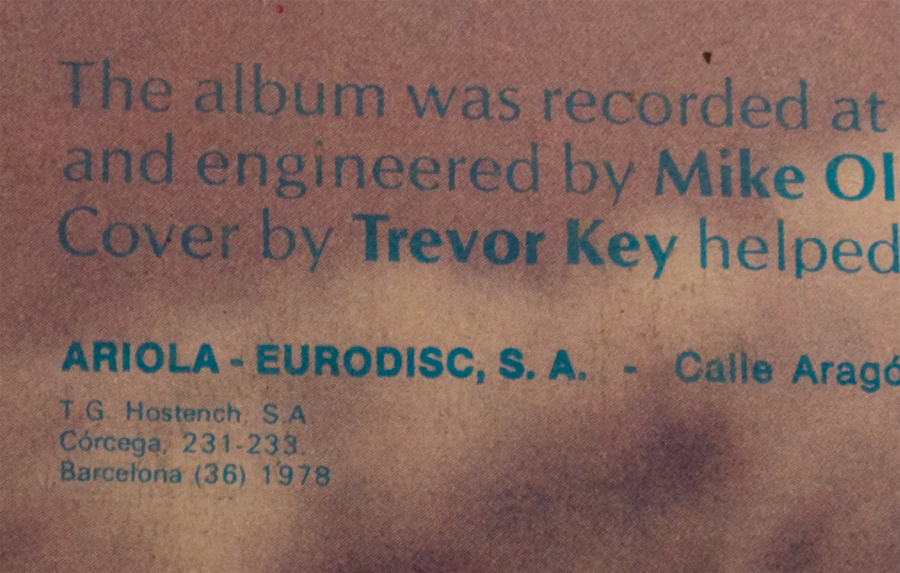 The album was recorded at
and engineered by Mike Ol
Cover by Trevor Key helped
ARIOLA - EURODISC, S. A. - Calle Aragó
T.G. Hostench, S.A
Córcega, 231-233.
Barcelona (36) 1978